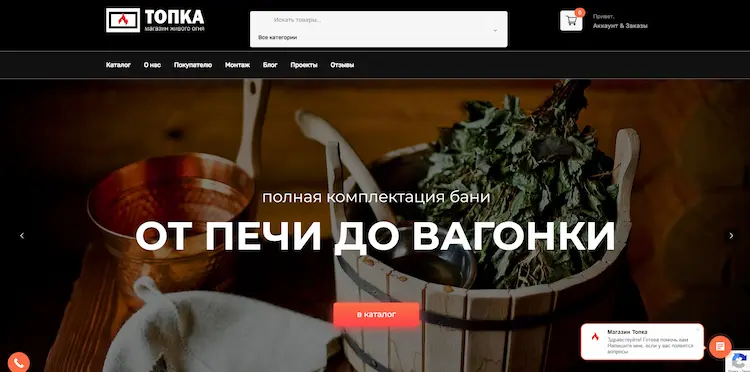 ТОПКА
магазин живого огня
Искать товары...
Все категории
0
Привет,
Аккаунт & Заказы
Каталог О нас Покупателю Монтаж Блог Проекты Отзывы
полная комплектация бани
ОТ ПЕЧИ ДО ВАГОНКИ
в каталог
Магазин Топка
Здравствуйте! Готова помочь вам
Напишите мне, если у вас появятся
вопросы